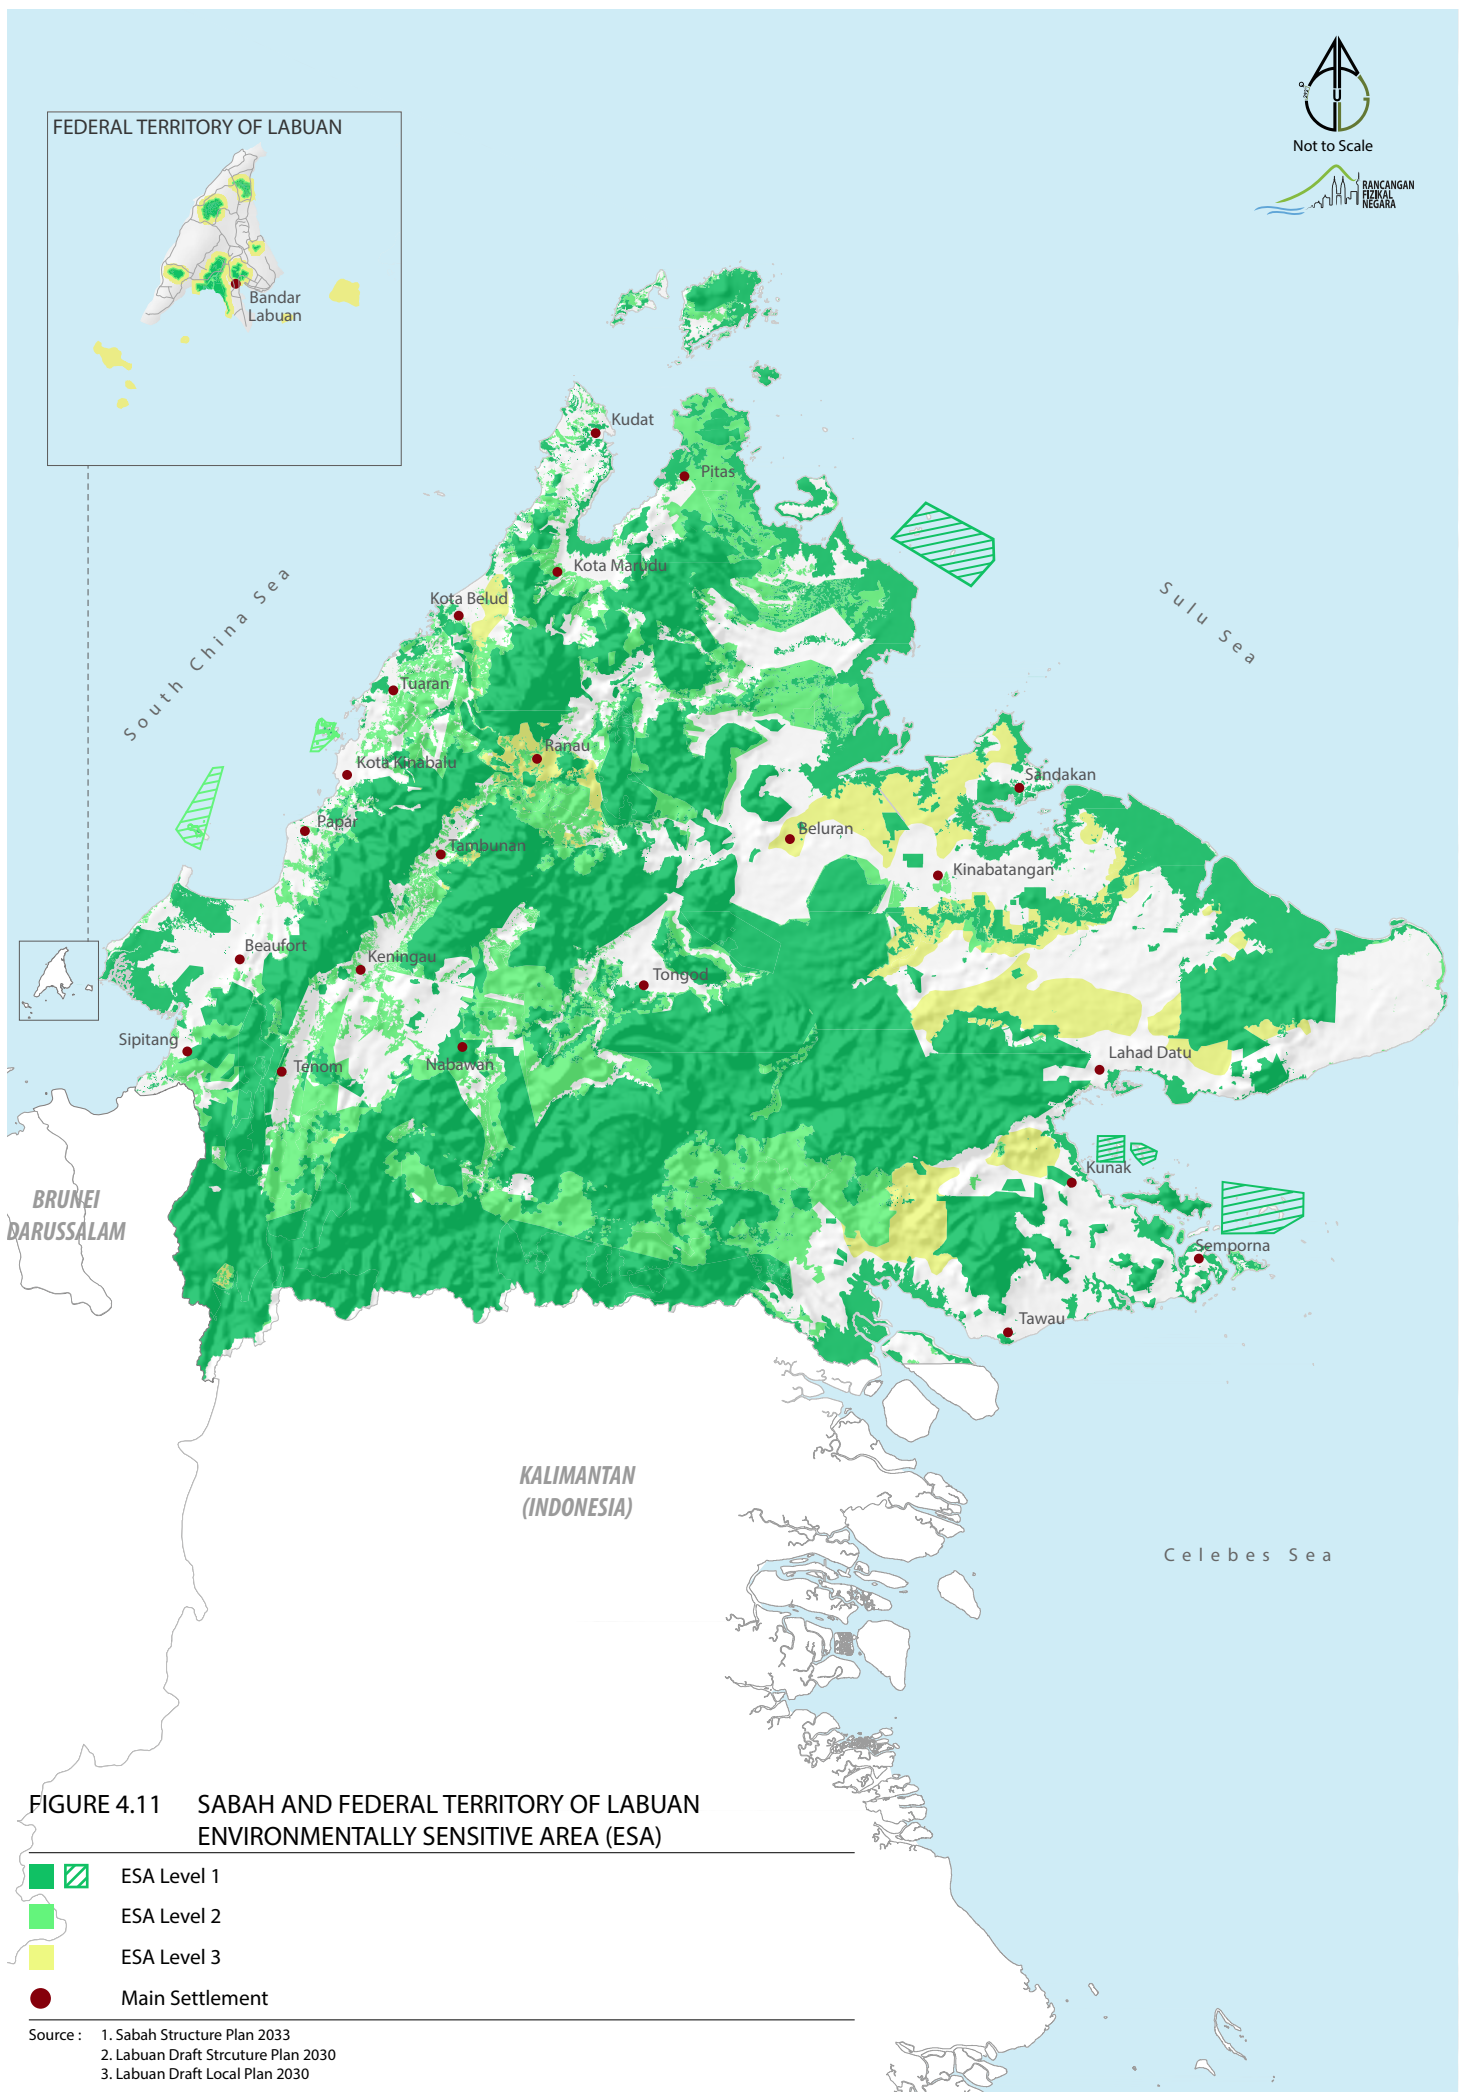 FEDERAL TERRITORY OF LABUAN
Bandar
Labuan
Not to Scale
RANCANGAN
FIZIKAL
NEGARA
Kudat
Pitas
Kota Marudu
Kota Belud
South China Sea
Sulu Sea
Tuaran
Ranau
Kota Kinabalu
Sandakan
Papar
Beluran
Tambunan
Kinabatangan
Beaufort
Keningau
Tongod
Sipitang
Lahad Datu
Tenom
Nabawan
Kunak
BRUNEI
DARUSSALAM
Semporna
Tawau
KALIMANTAN
(INDONESIA)
Celebes Sea
FIGURE 4.11 SABAH AND FEDERAL TERRITORY OF LABUAN
ENVIRONMENTALLY SENSITIVE AREA (ESA)
ESA Level 1
ESA Level 2
ESA Level 3
Main Settlement
Source : 1. Sabah Structure Plan 2033
2. Labuan Draft Strcuture Plan 2030
3. Labuan Draft Local Plan 2030